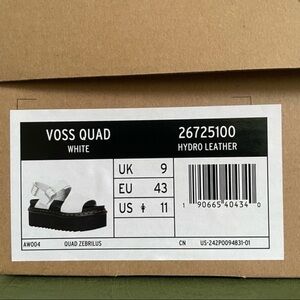 VOSS QUAD
WHITE
26725100
HYDRO LEATHER
UK 9
EU 43
US 11
1 90665 40434 0
AW004
QUAD ZEBRILUS
CN
US-242P0094831-01